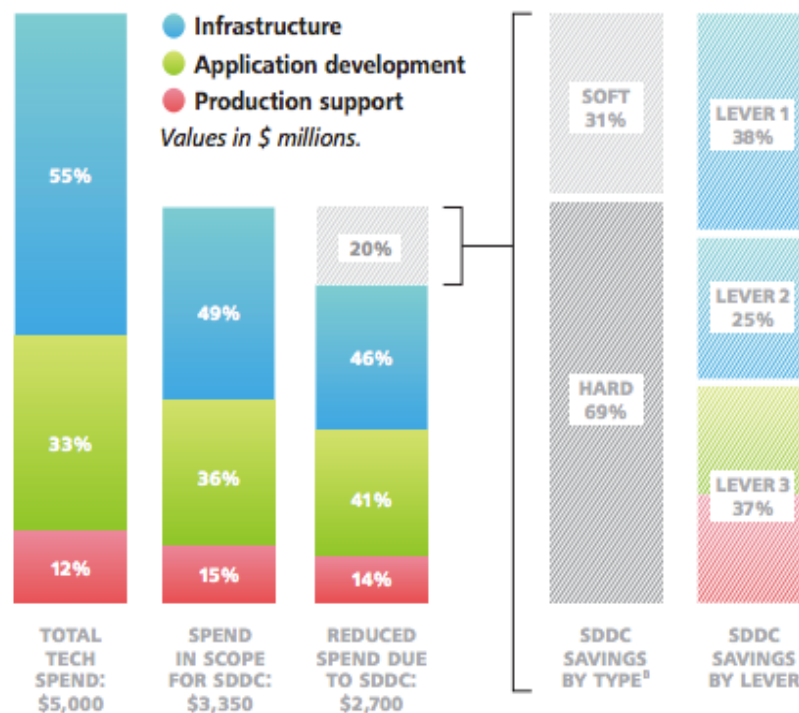 Infrastructure
Application development
Production support
Values in $ millions.
55%
33%
12%
TOTAL
TECH
SPEND:
$5,000
49%
36%
15%
SPEND
IN SCOPE
FOR SDDC:
$3,350
20%
46%
41%
14%
REDUCED
SPEND DUE
TO SDDC:
$2,700
SOFT
31%
HARD
69%
SDDC
SAVINGS
BY TYPE
LEVER 1
38%
LEVER 2
25%
LEVER 3
37%
SDDC
SAVINGS
BY LEVER